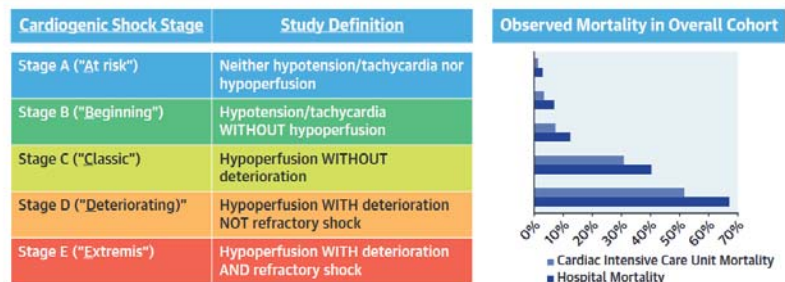 Cardiogenic Shock Stage
Study Definition
Stage A ("At risk")
Neither hypotension/tachycardia nor
hypoperfusion
Stage B ("Beginning")
Hypotension/tachycardia
WITHOUT hypoperfusion
Stage C ("Classic")
Hypoperfusion WITHOUT
deterioration
Stage D ("Deteriorating)"
Hypoperfusion WITH deterioration
NOT refractory shock
Stage E ("Extremis")
Hypoperfusion WITH deterioration
AND refractory shock
Observed Mortality in Overall Cohort
0% 10% 20% 30% 40% 50% 60% 70%
Cardiac Intensive Care Unit Mortality
Hospital Mortality